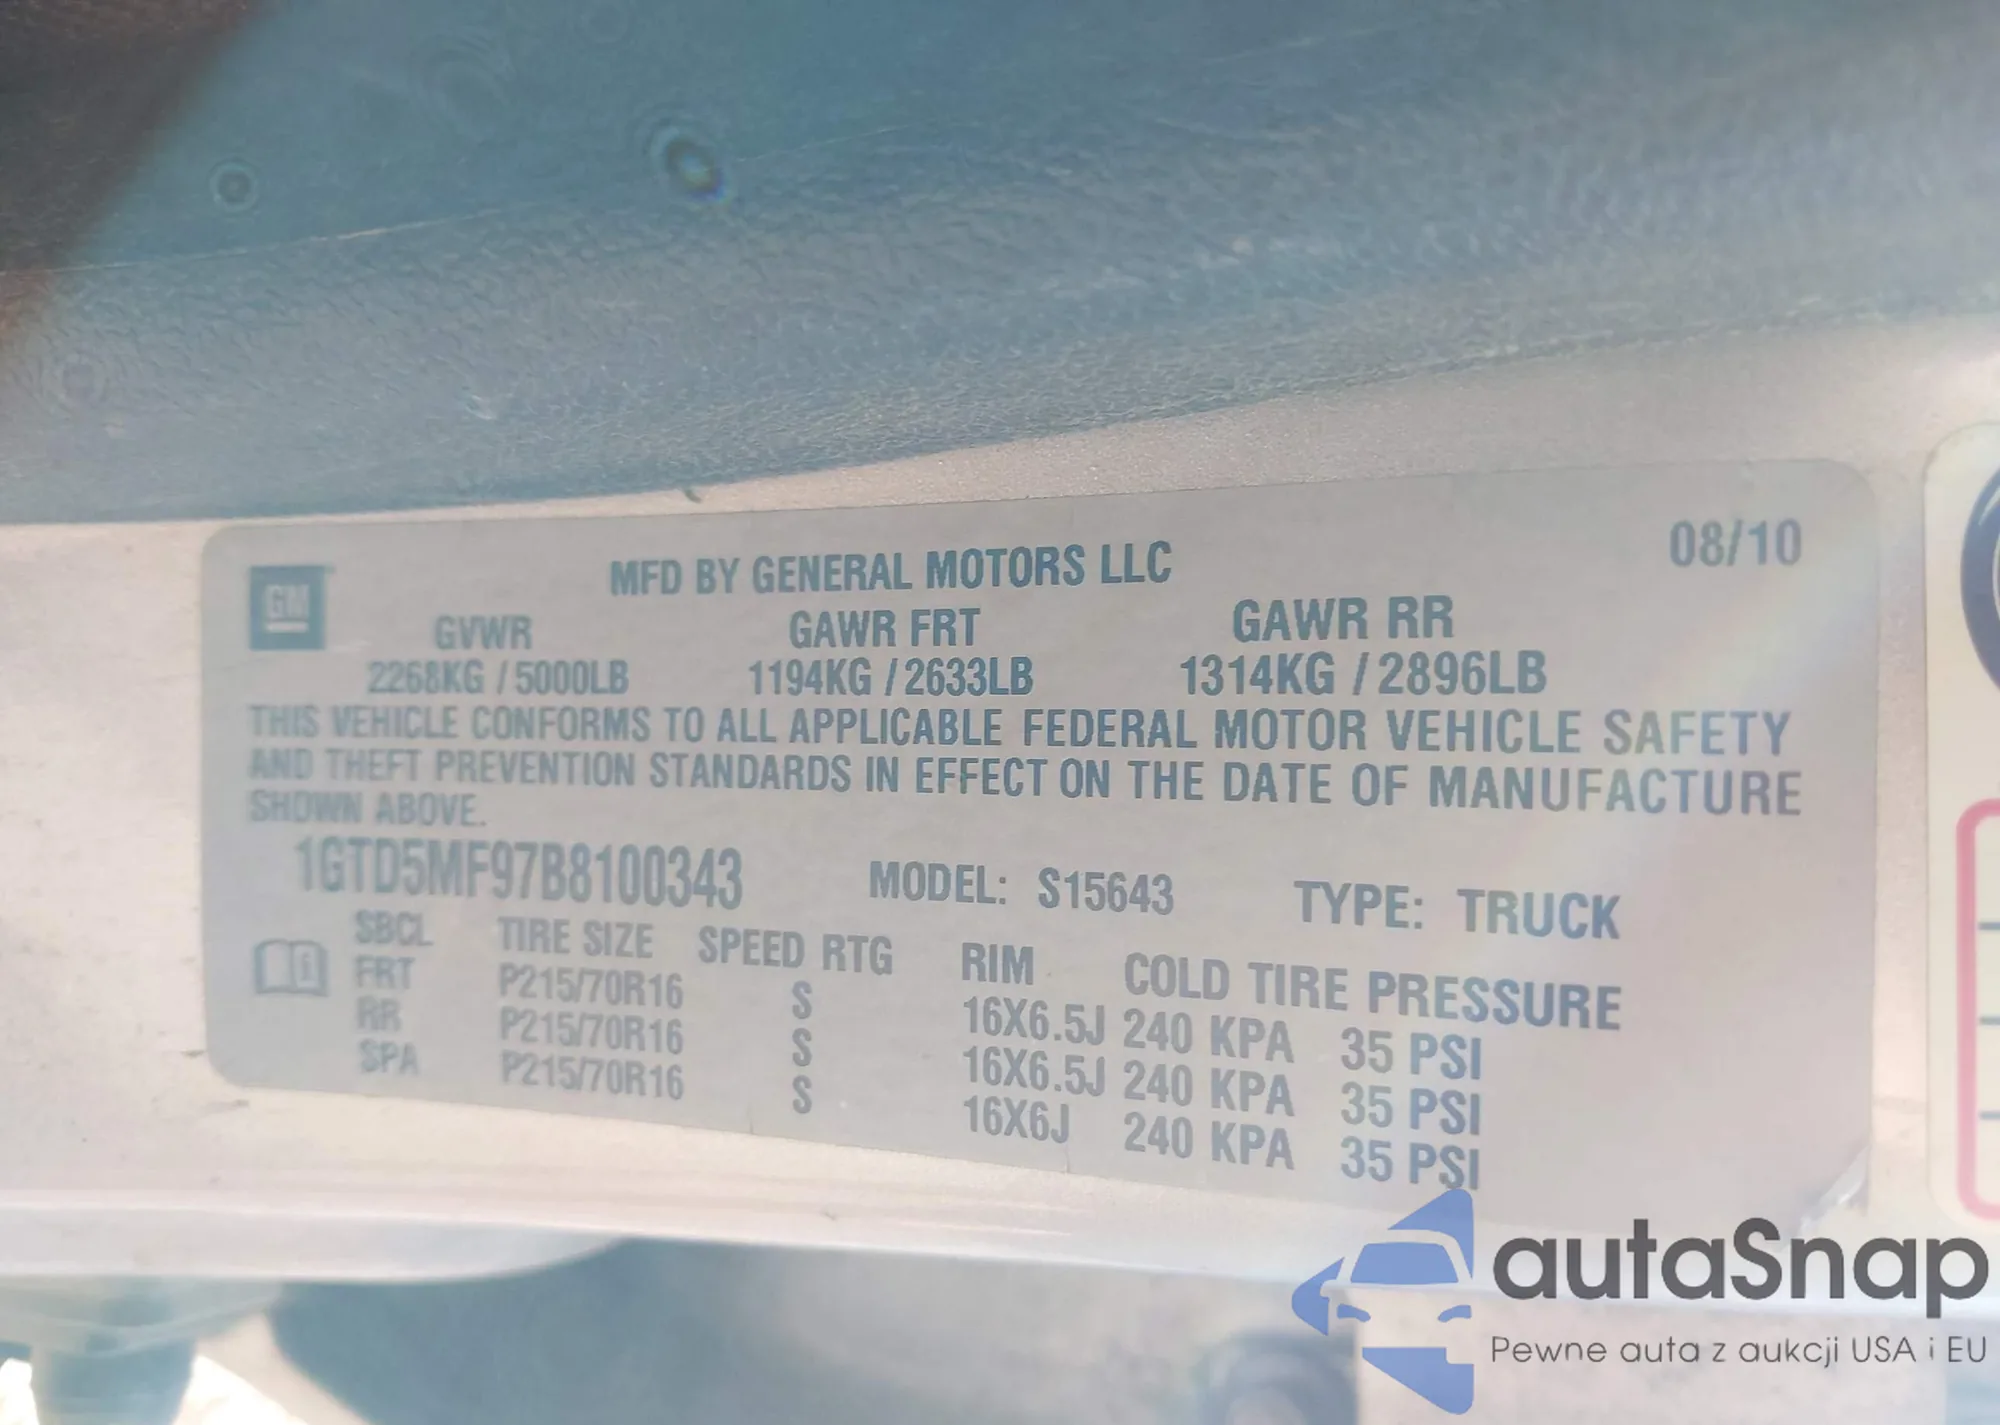 08/10
GM
MFD BY GENERAL MOTORS LLC
GVWR GAWR FRT GAWR RR
2268KG / 5000LB 1194KG / 2633LB 1314KG / 2896LB
THIS VEHICLE CONFORMS TO ALL APPLICABLE FEDERAL MOTOR VEHICLE SAFETY
AND THEFT PREVENTION STANDARDS IN EFFECT ON THE DATE OF MANUFACTURE
SHOWN ABOVE.
1GTD5MF97B8100343 MODEL: S15643 TYPE: TRUCK
SBCL TIRE SIZE SPEED RTG RIM COLD TIRE PRESSURE
FRT P215/70R16 S 16X6.5J 240 KPA 35 PSI
RR P215/70R16 S 16X6.5J 240 KPA 35 PSI
SPA P215/70R16 S 16X6J 240 KPA 35 PSI
autaSnap
Pewne auta z aukcji USA i EU